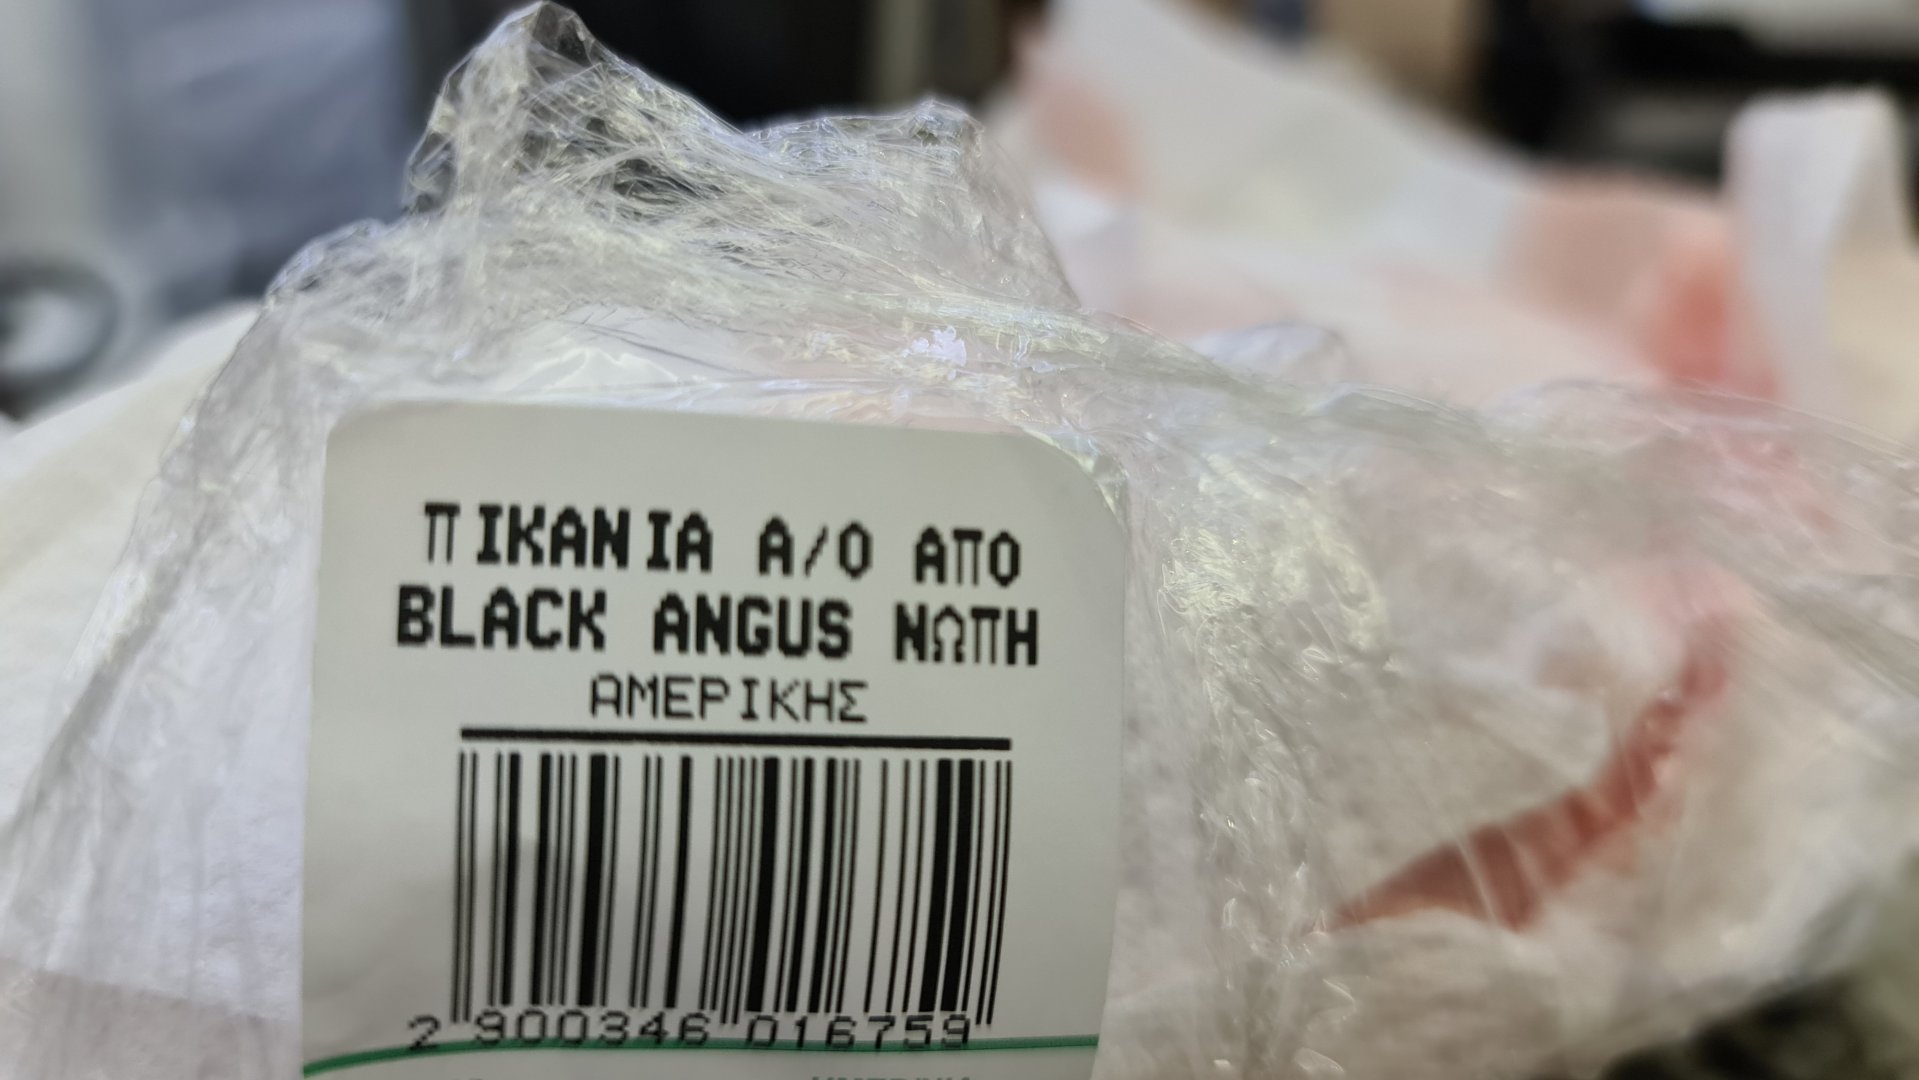 ΠΙΚΑΝΙΑ Α/Ο ΑΠΟ
BLACK ANGUS ΝΩΠΗ
ΑΜΕΡΙΚΗΣ
2 900346 016759